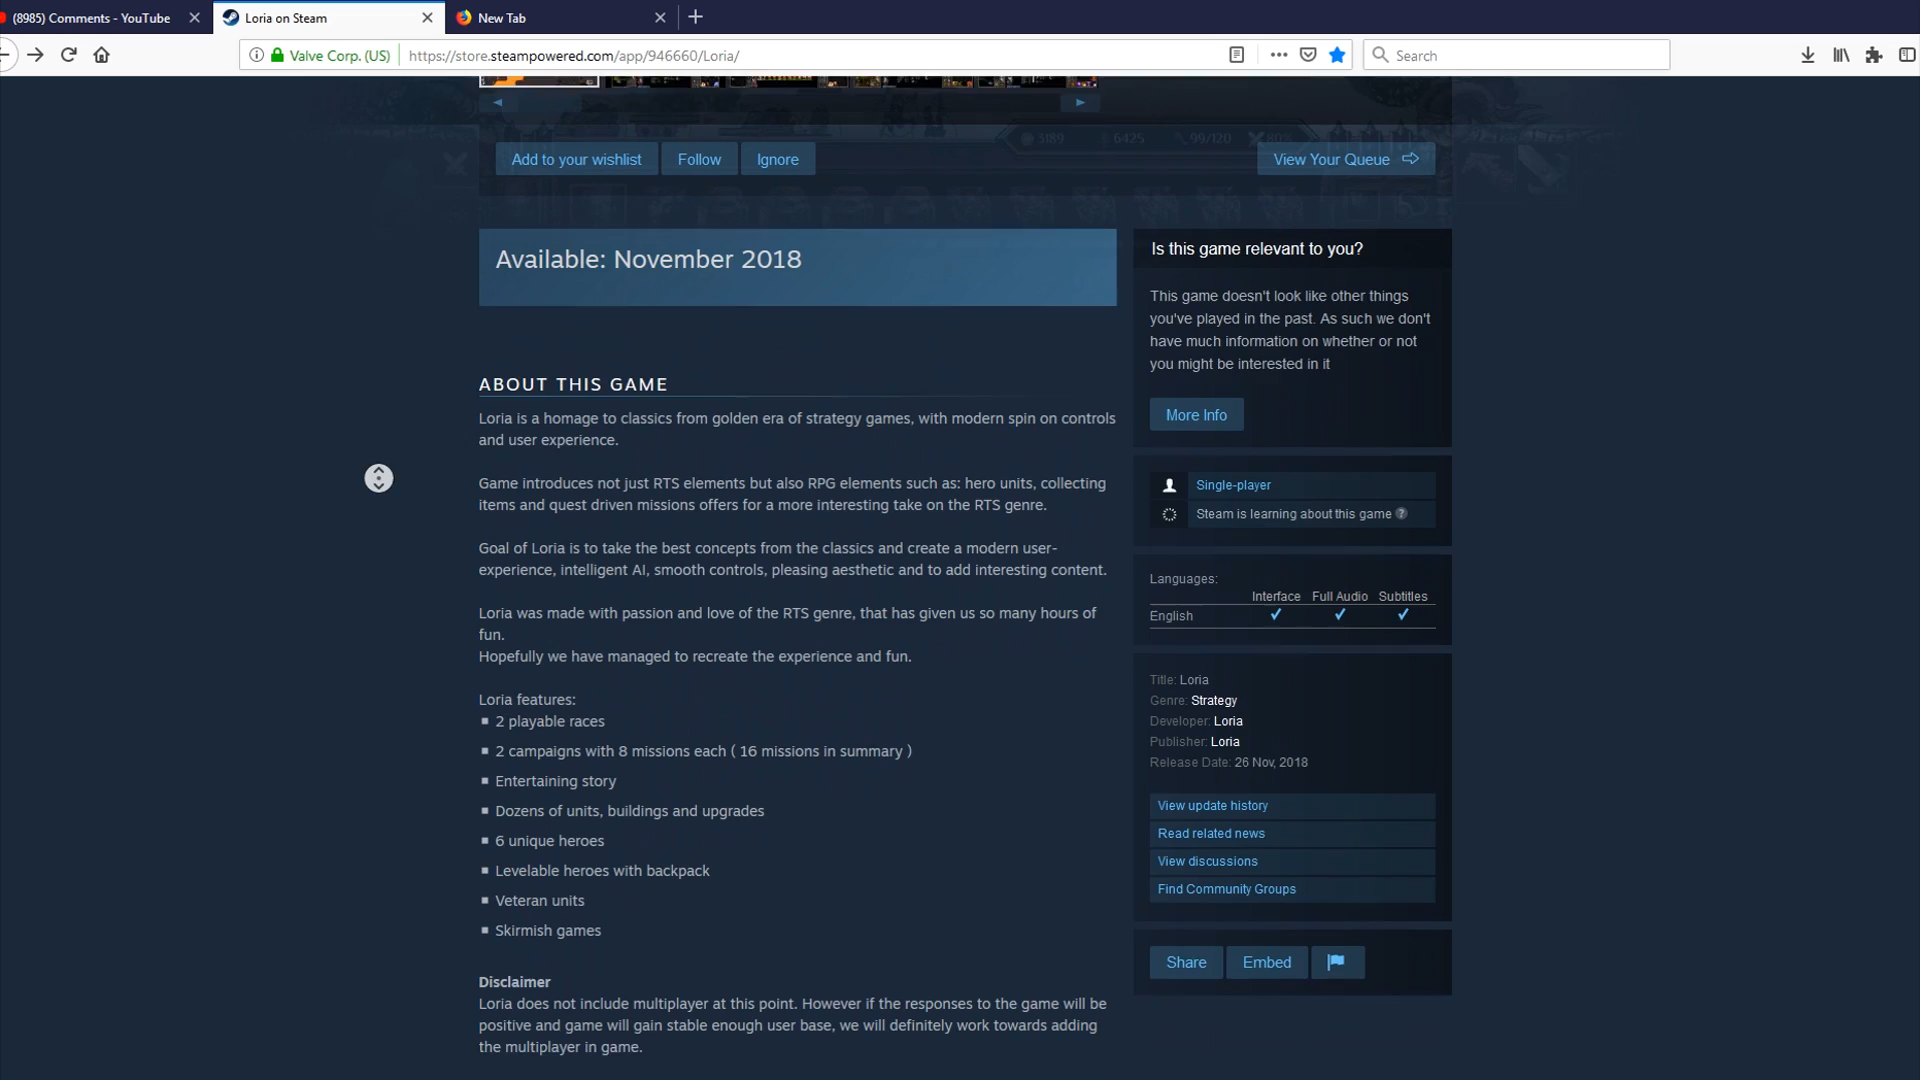 (8985) Comments - YouTube
Loria on Steam
New Tab
Valve Corp. (US)
https://store.steampowered.com/app/946660/Loria/
Search
3189 6425 99/120 80%
Add to your wishlist
Follow
Ignore
View Your Queue
Available: November 2018
ABOUT THIS GAME
Loria is a homage to classics from golden era of strategy games, with modern spin on controls
and user experience.
Game introduces not just RTS elements but also RPG elements such as: hero units, collecting
items and quest driven missions offers for a more interesting take on the RTS genre.
Goal of Loria is to take the best concepts from the classics and create a modern user-
experience, intelligent AI, smooth controls, pleasing aesthetic and to add interesting content.
Loria was made with passion and love of the RTS genre, that has given us so many hours of
fun.
Hopefully we have managed to recreate the experience and fun.
Loria features:
2 playable races
2 campaigns with 8 missions each ( 16 missions in summary )
Entertaining story
Dozens of units, buildings and upgrades
6 unique heroes
Levelable heroes with backpack
Veteran units
Skirmish games
Disclaimer
Loria does not include multiplayer at this point. However if the responses to the game will be
positive and game will gain stable enough user base, we will definitely work towards adding
the multiplayer in game.
Is this game relevant to you?
This game doesn't look like other things
you've played in the past. As such we don't
have much information on whether or not
you might be interested in it
More Info
Single-player
Steam is learning about this game ?
Languages:
Interface Full Audio Subtitles
English
Title: Loria
Genre: Strategy
Developer: Loria
Publisher: Loria
Release Date: 26 Nov, 2018
View update history
Read related news
View discussions
Find Community Groups
Share
Embed